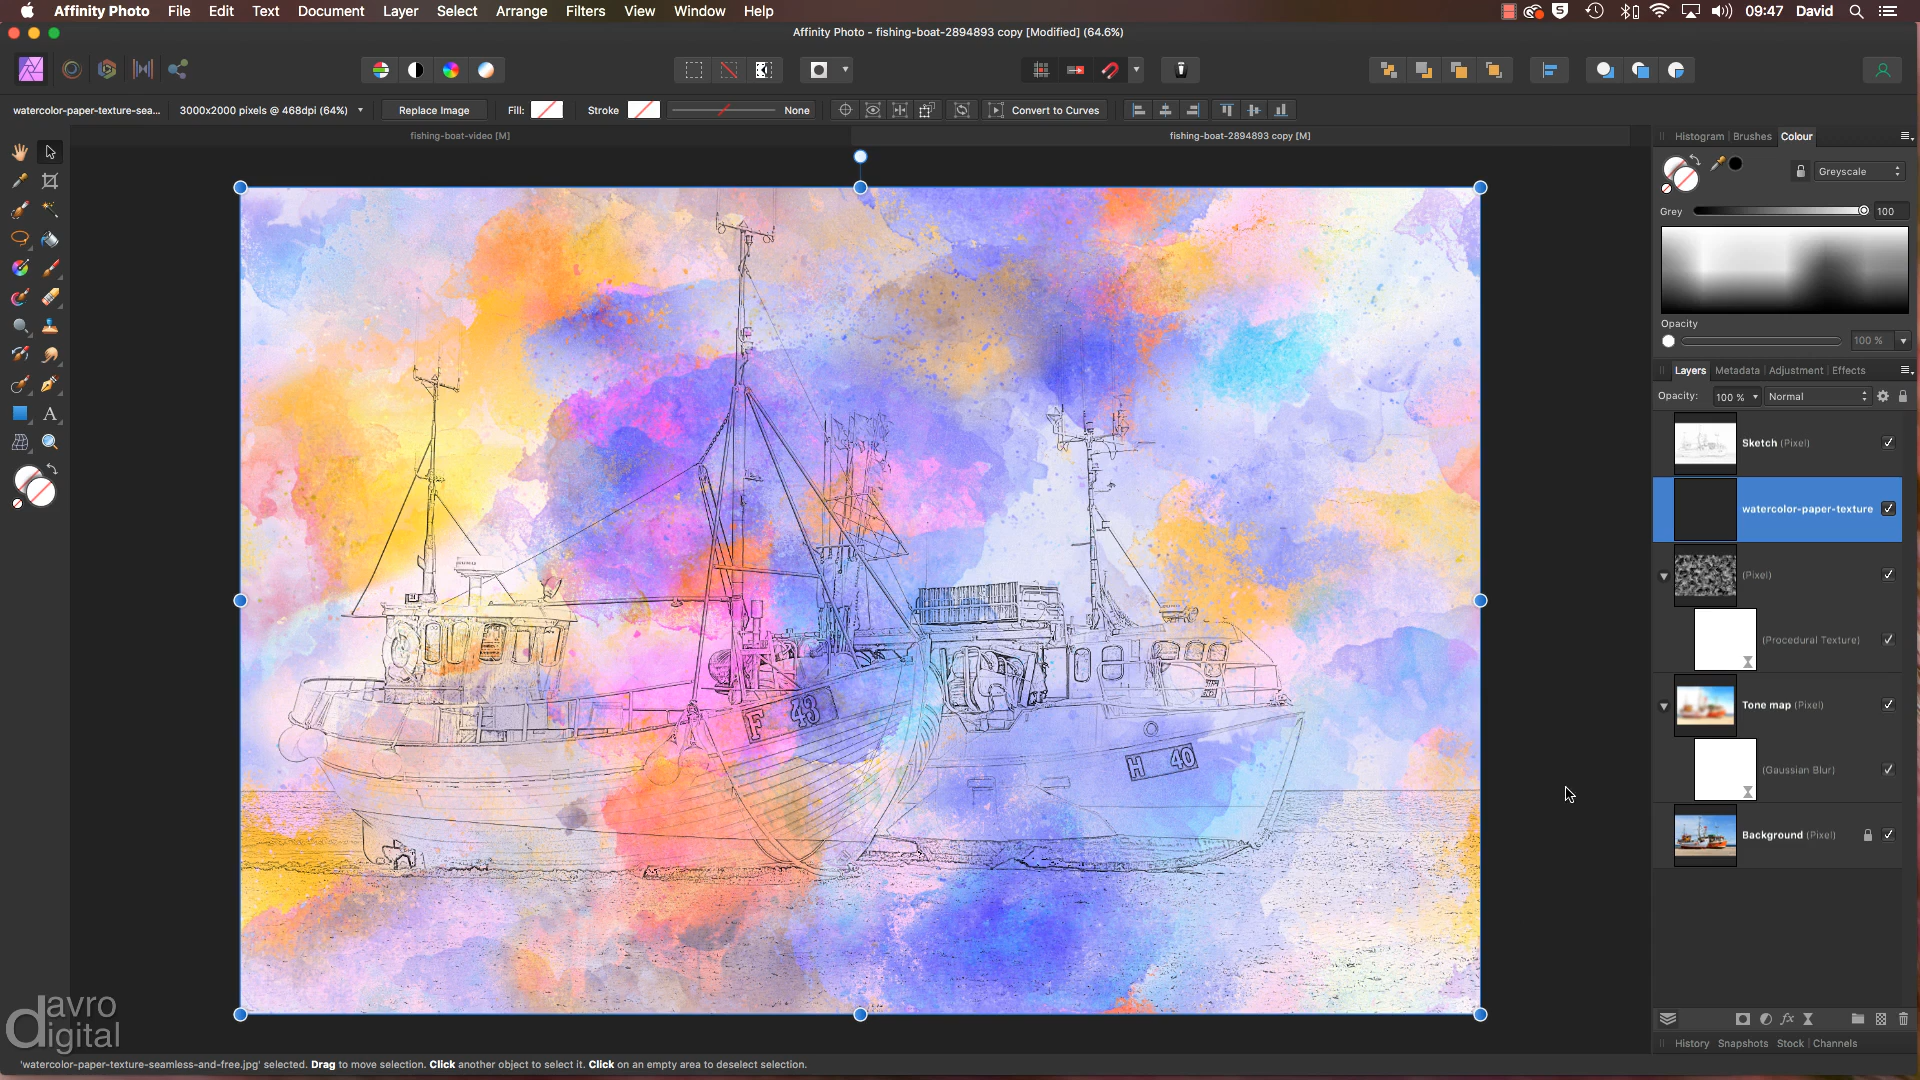 Affinity Photo File Edit Text Document Layer Select Arrange Filters View Window Help 09:47 David
Affinity Photo - fishing-boat-2894893 copy [Modified] (64.6%)
watercolor-paper-texture-sea... 3000x2000 pixels @ 468dpi (64%) Replace Image Fill: Stroke None Convert to Curves
fishing-boat-video [M] fishing-boat-2894893 copy [M]
Histogram Brushes Colour
Greyscale
Grey 100
Opacity
100 %
Layers Metadata Adjustment Effects
Opacity: 100 % Normal
Sketch (Pixel)
watercolor-paper-texture
(Pixel)
(Procedural Texture)
Tone map (Pixel)
(Gaussian Blur)
Background (Pixel)
F 43
H 40
davro
digital
History Snapshots Stock Channels
'watercolor-paper-texture-seamless-and-free.jpg' selected. Drag to move selection. Click another object to select it. Click on an empty area to deselect selection.